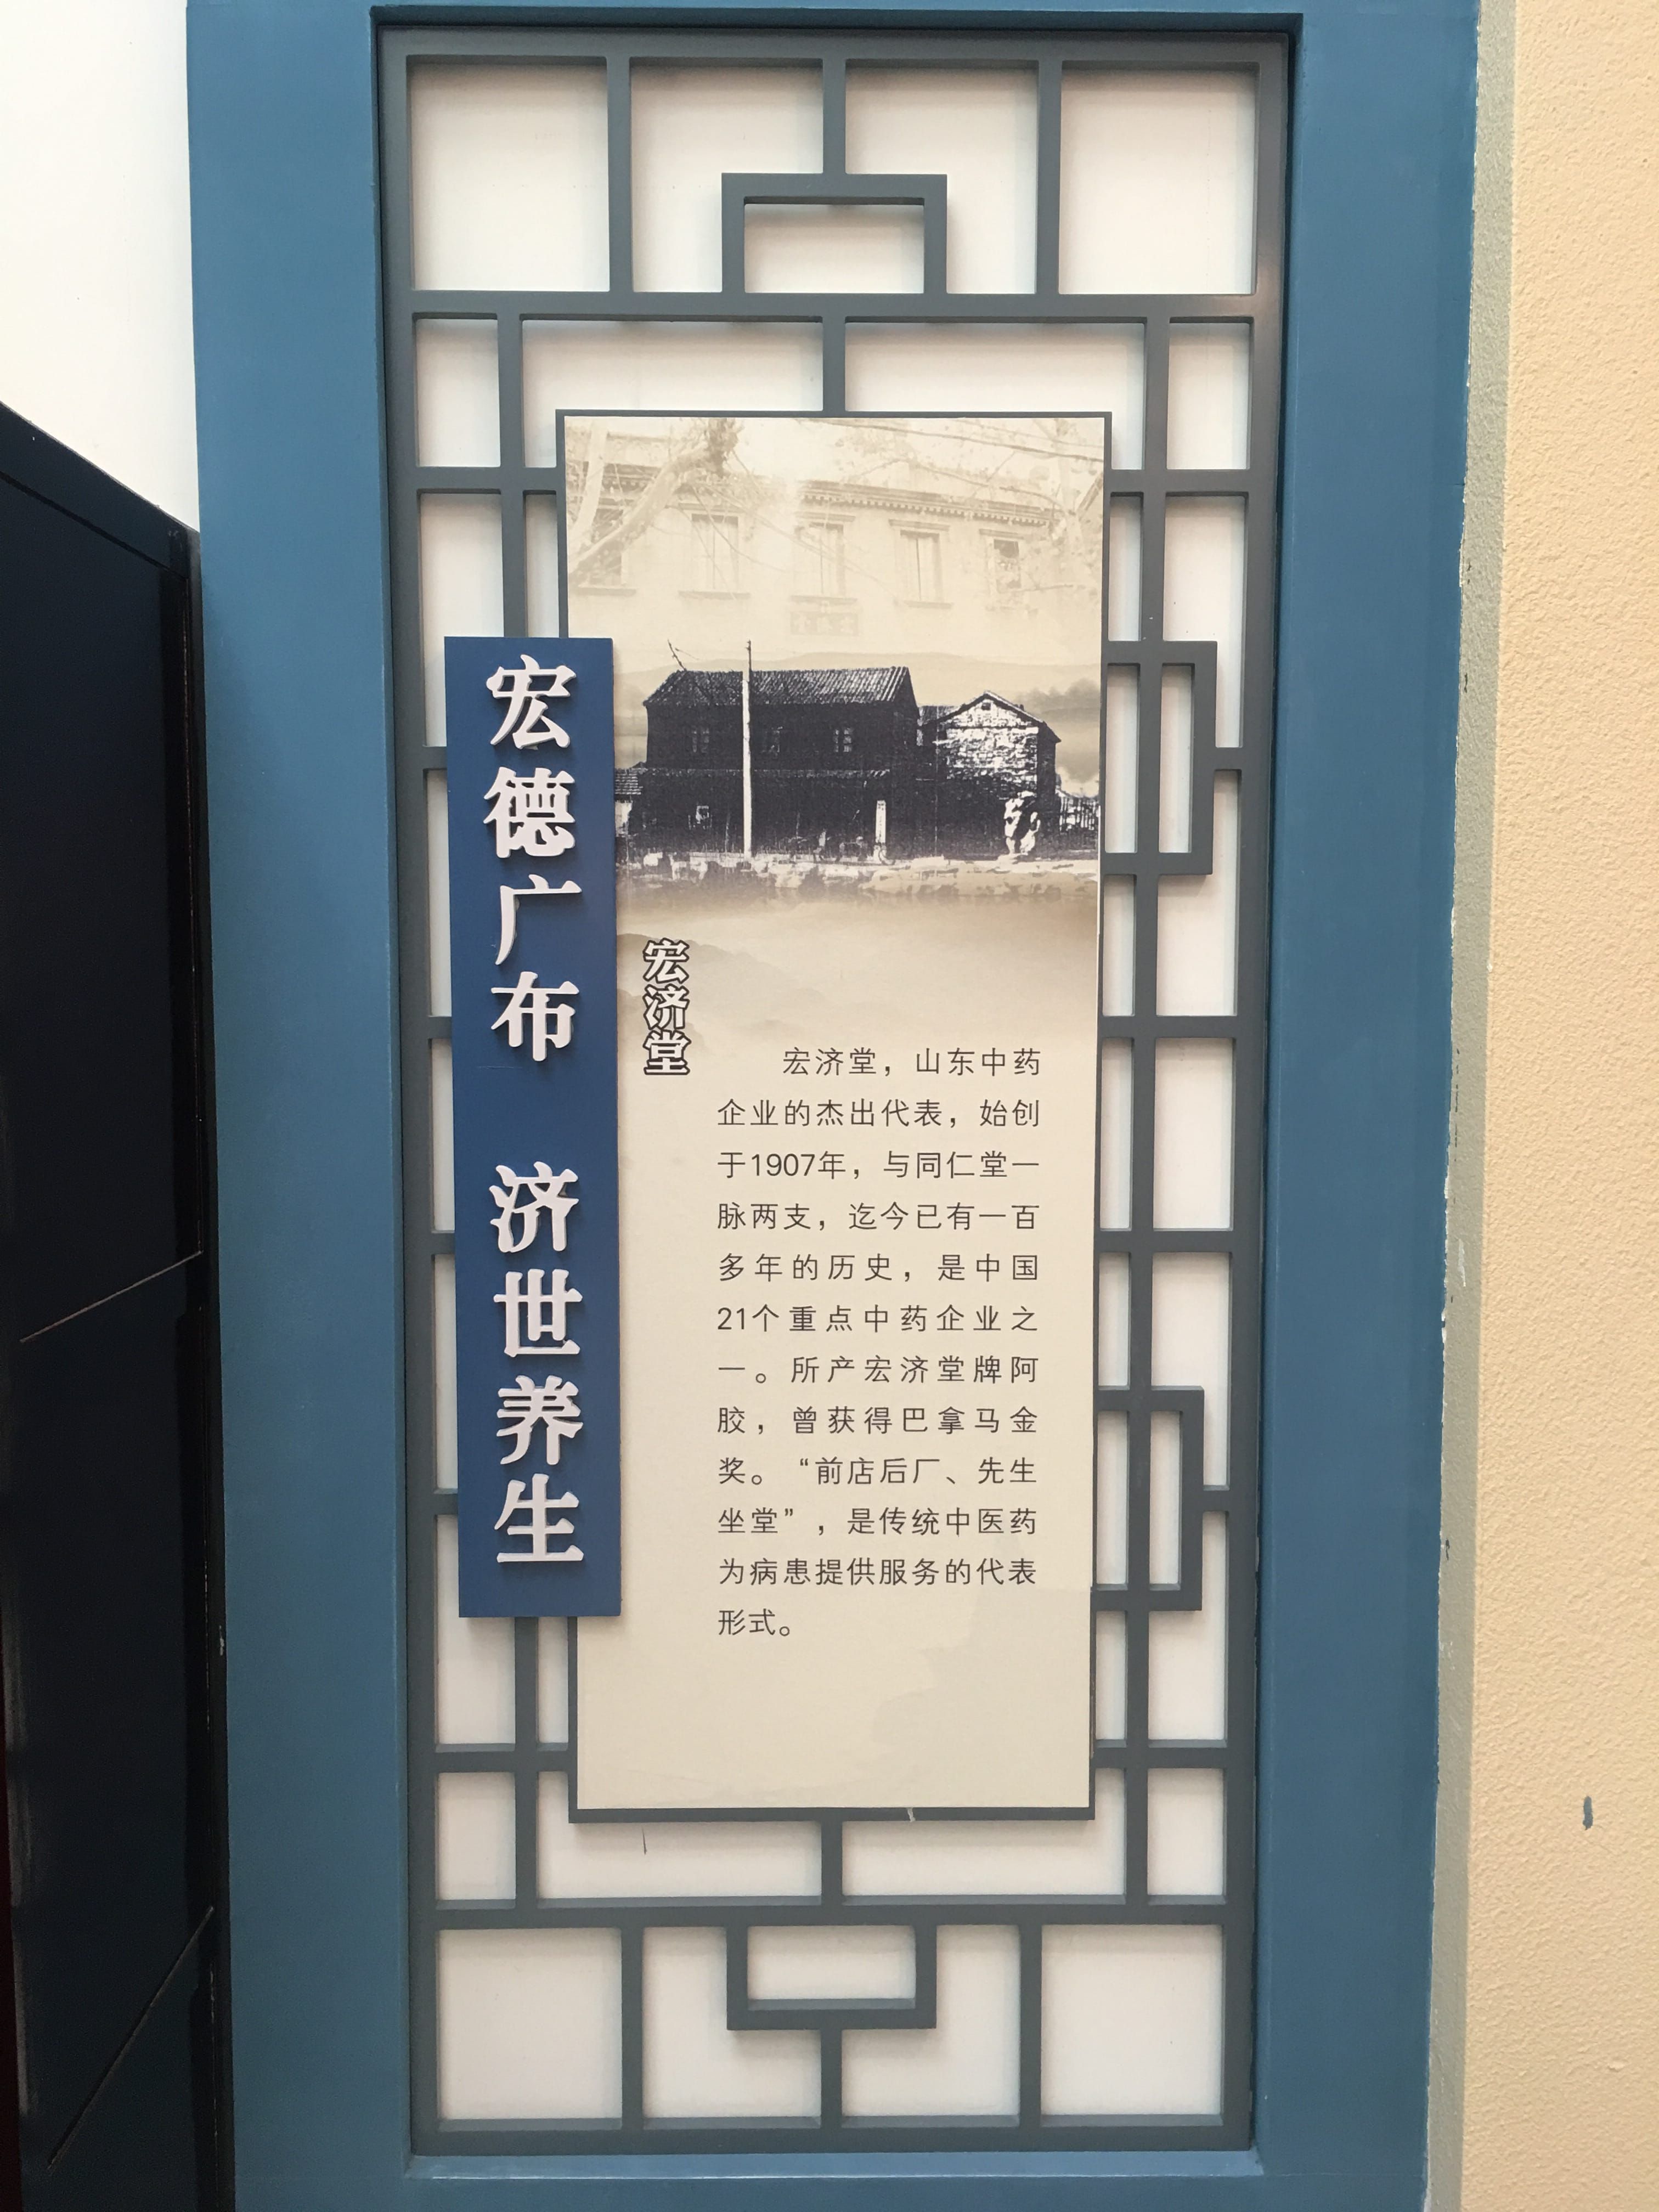 宏德广布 济世养生
宏济堂
宏济堂，山东中药
企业的杰出代表，始创
于1907年，与同仁堂一
脉两支，迄今已有一百
多年的历史，是中国
21个重点中药企业之
一。所产宏济堂牌阿
胶，曾获得巴拿马金
奖。“前店后厂、先生
坐堂”，是传统中医药
为病患提供服务的代表
形式。